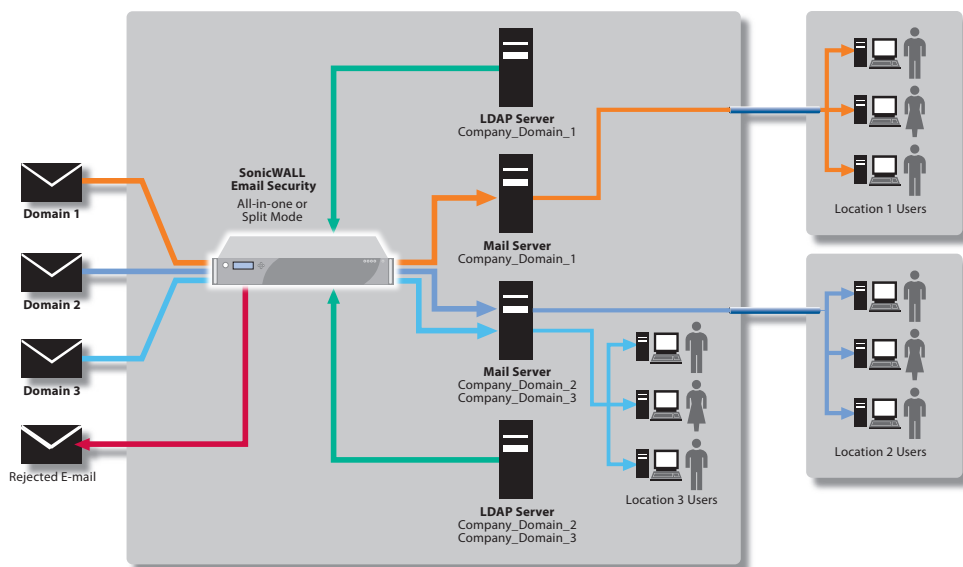 LDAP Server
Company_Domain_1
SonicWALL
Email Security
All-in-one or
Split Mode
Domain 1
Mail Server
Company_Domain_1
Location 1 Users
Domain 2
Domain 3
Mail Server
Company_Domain_2
Company_Domain_3
Rejected E-mail
Location 2 Users
Location 3 Users
LDAP Server
Company_Domain_2
Company_Domain_3